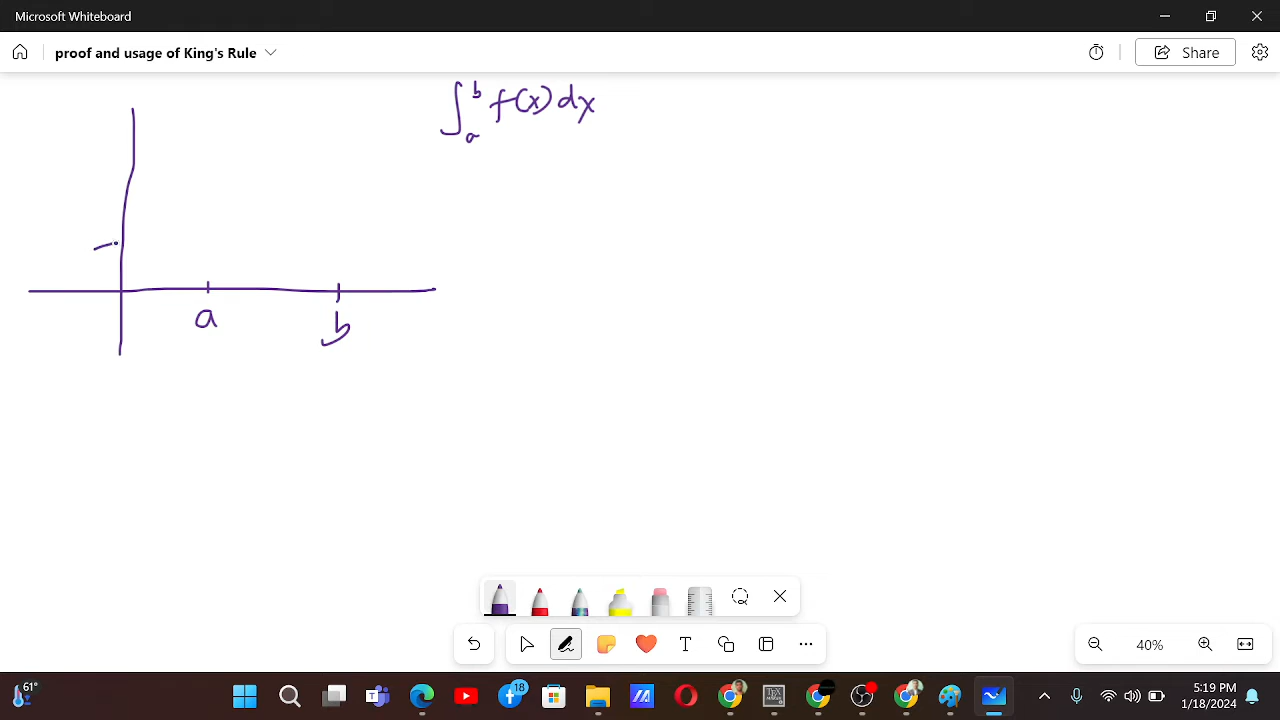 Microsoft Whiteboard
proof and usage of King's Rule
Share
∫_a^b f(x) dx
a
b
40%
61°
18
5:19 PM
1/18/2024